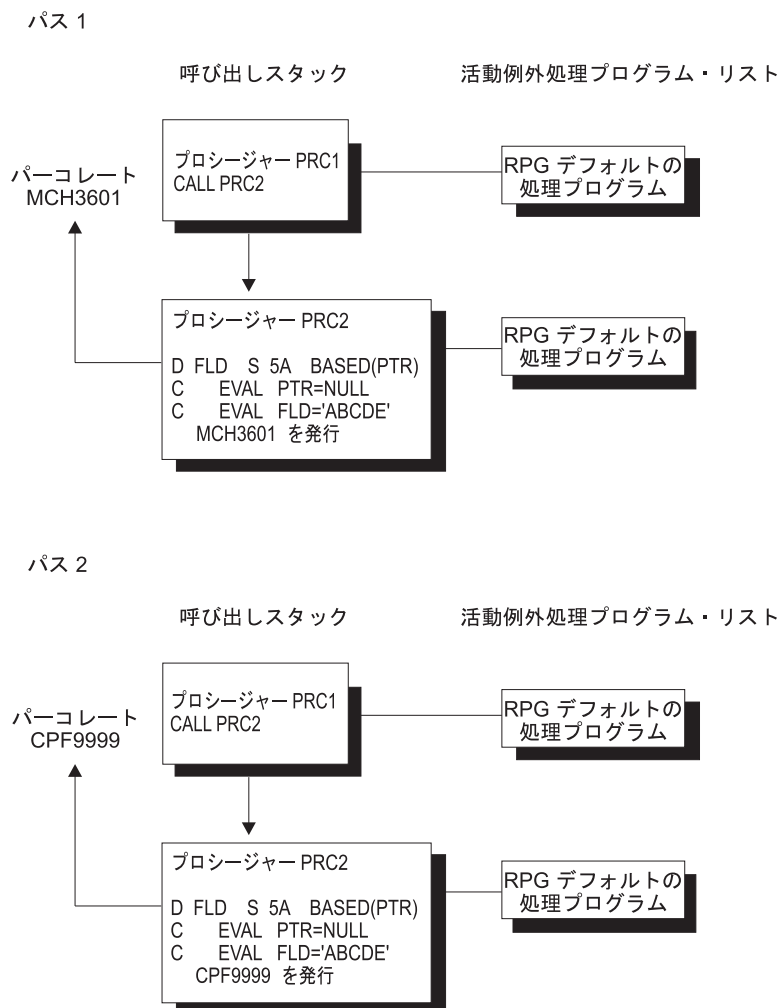 パス 1
呼び出しスタック
活動例外処理プログラム・リスト
プロシージャー PRC1
CALL PRC2
RPG デフォルトの
処理プログラム
パーコレート
MCH3601
プロシージャー PRC2
D FLD S 5A BASED(PTR)
C EVAL PTR=NULL
C EVAL FLD='ABCDE'
MCH3601 を発行
RPG デフォルトの
処理プログラム
パス 2
呼び出しスタック
活動例外処理プログラム・リスト
プロシージャー PRC1
CALL PRC2
RPG デフォルトの
処理プログラム
パーコレート
CPF9999
プロシージャー PRC2
D FLD S 5A BASED(PTR)
C EVAL PTR=NULL
C EVAL FLD='ABCDE'
CPF9999 を発行
RPG デフォルトの
処理プログラム